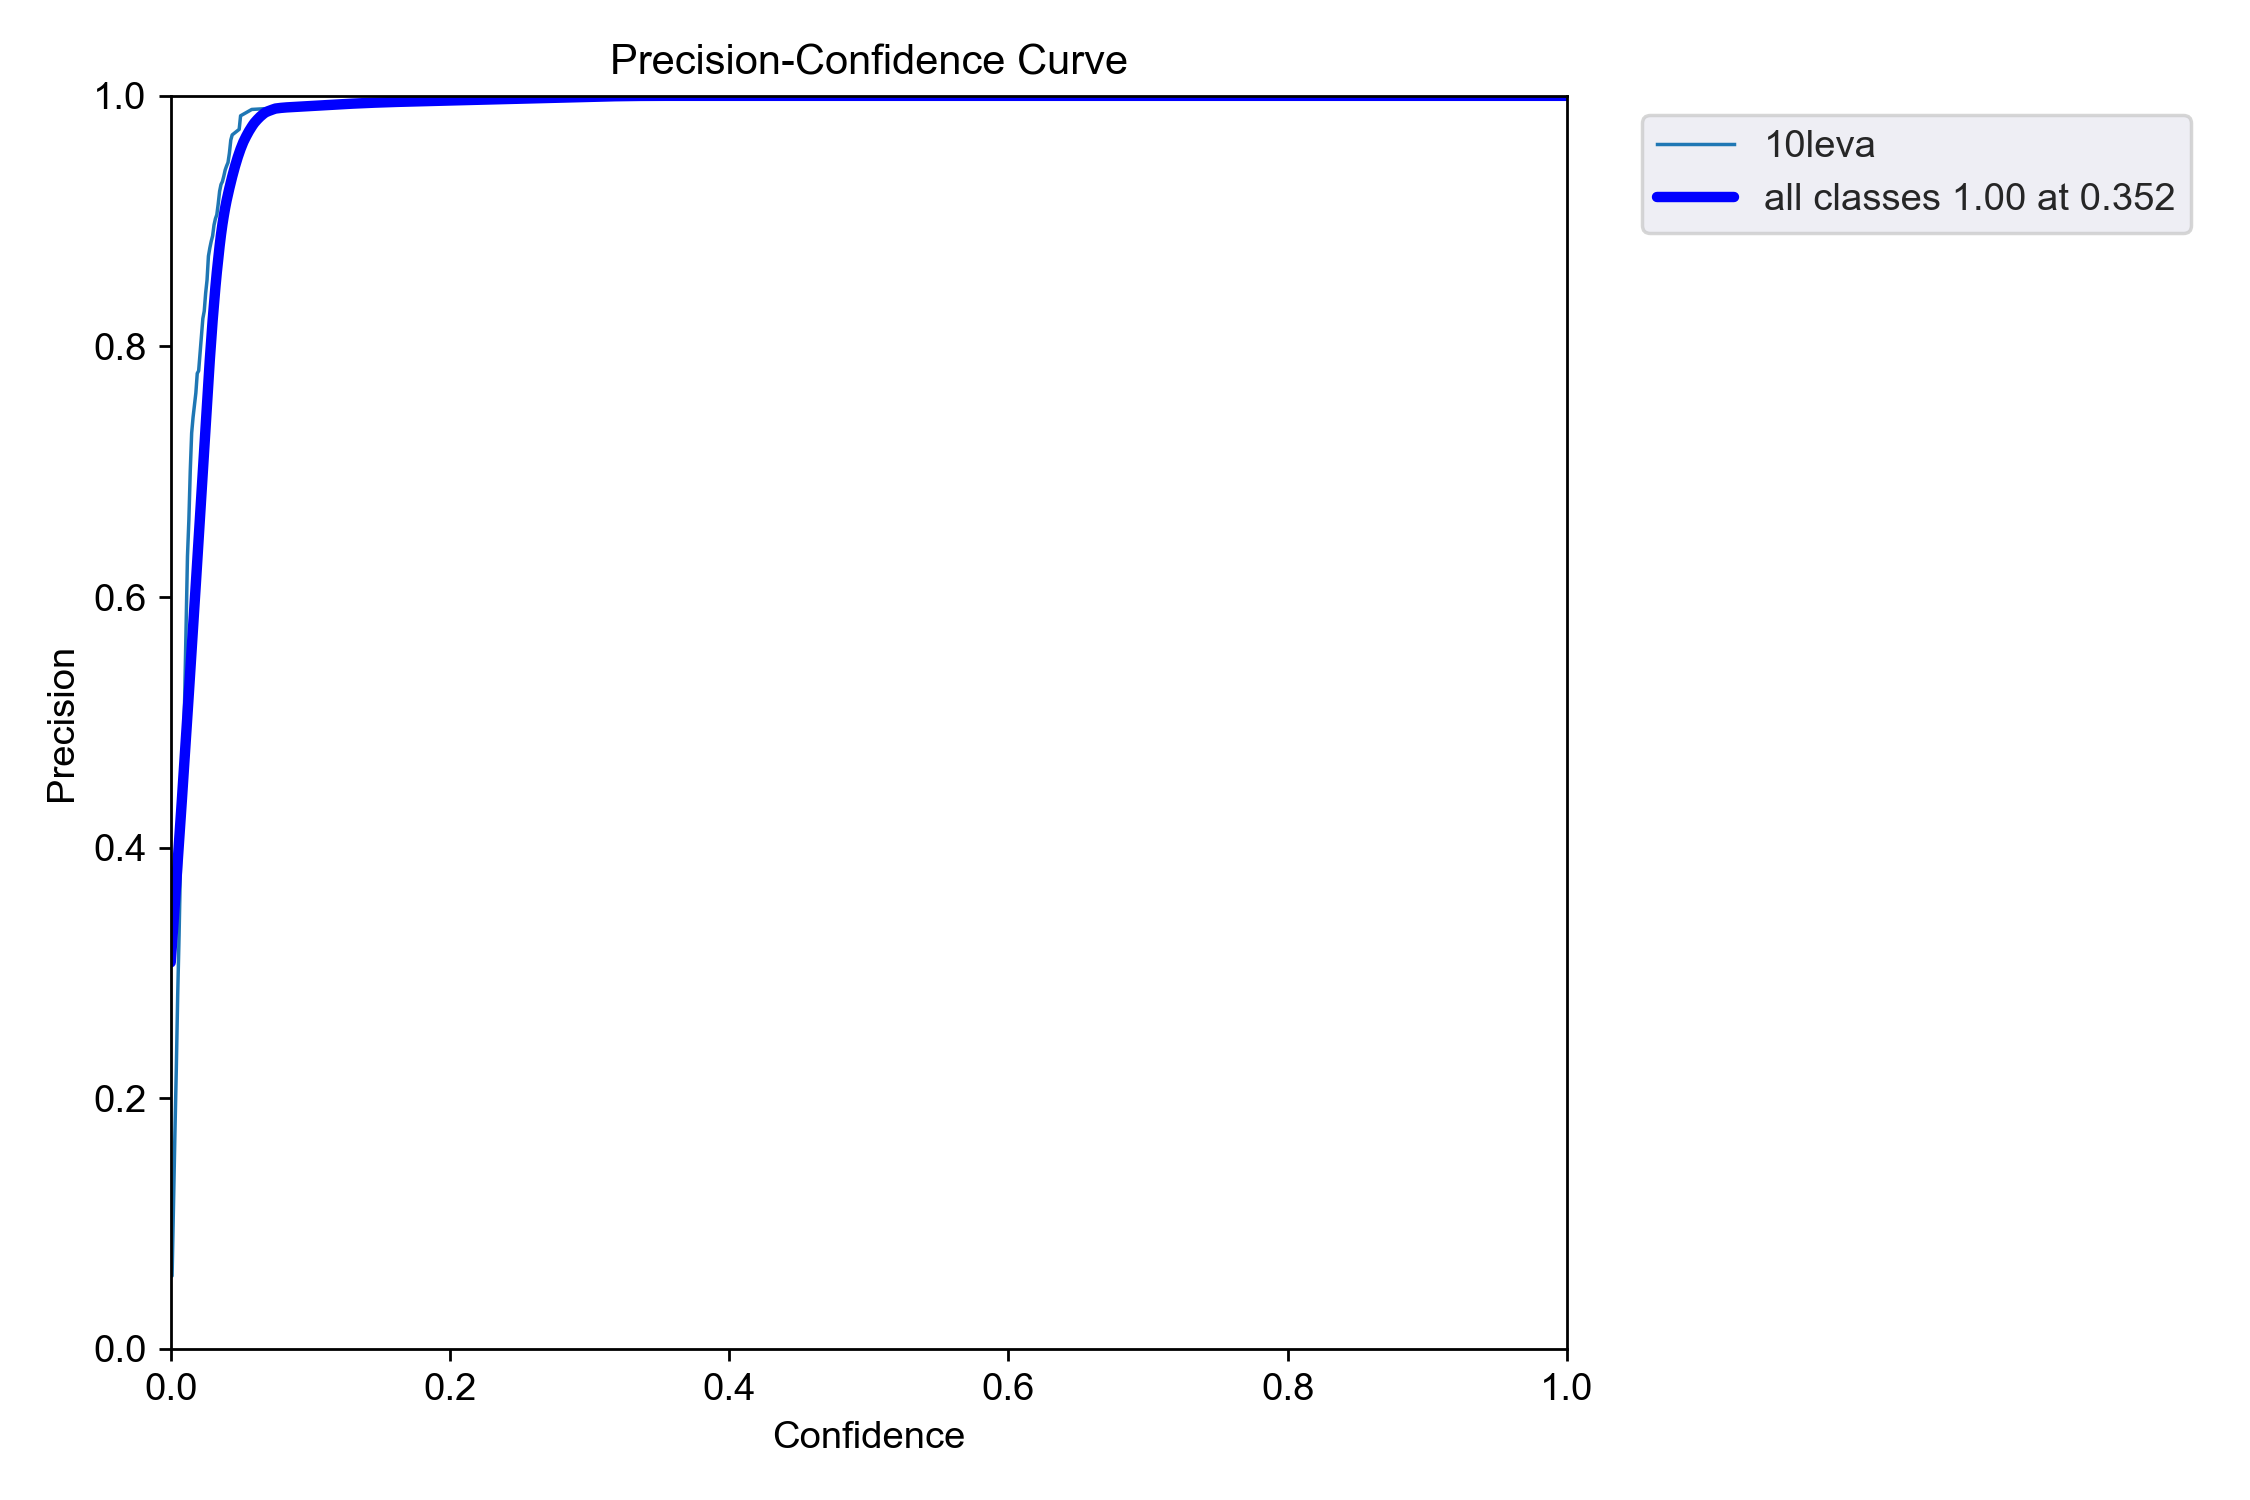 Precision-Confidence Curve
1.0
0.8
0.6
0.4
0.2
0.0
Precision
0.0 0.2 0.4 0.6 0.8 1.0
Confidence
10leva
all classes 1.00 at 0.352